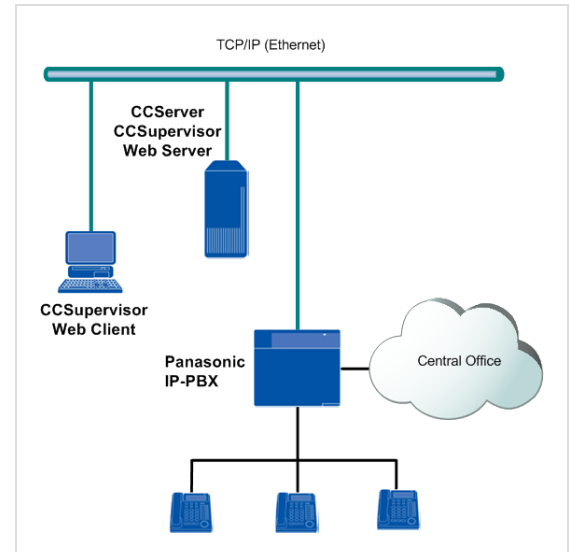 TCP/IP (Ethernet)
CCServer
CCSupervisor
Web Server
CCSupervisor
Web Client
Panasonic
IP-PBX
Central Office